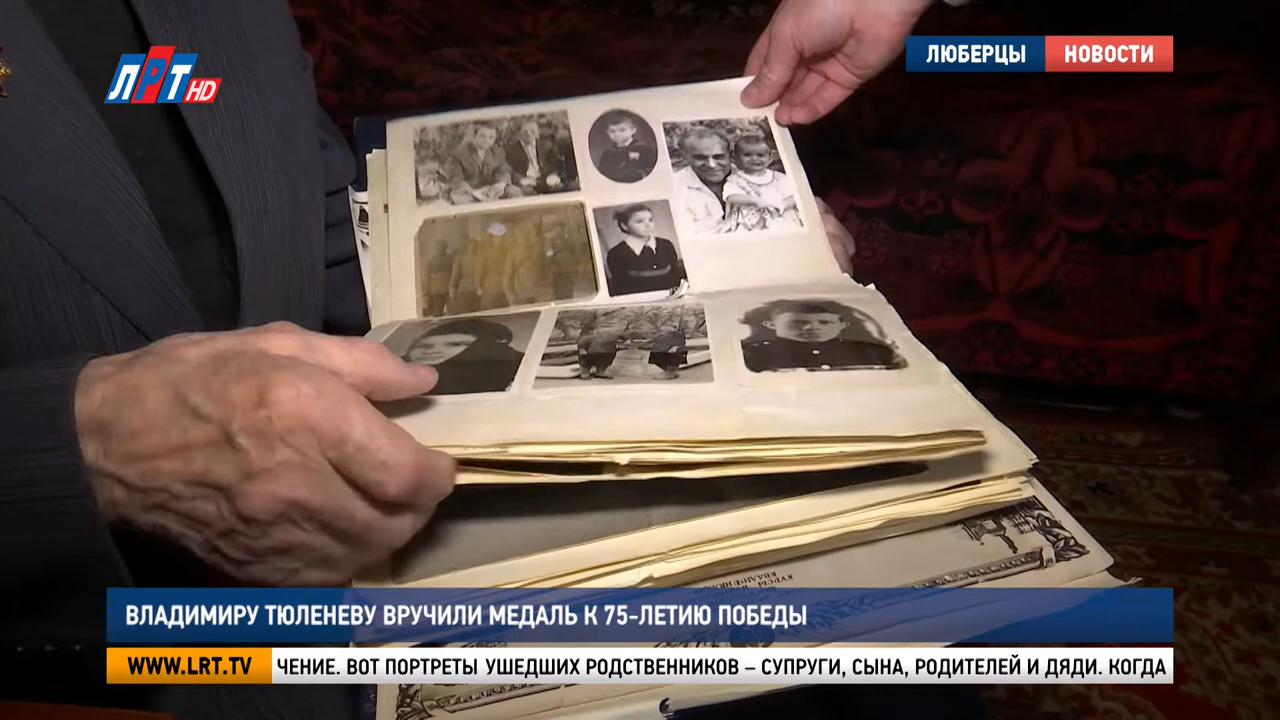 ЛРТ HD
ЛЮБЕРЦЫ НОВОСТИ
КУРСЫ
ВЛАДИМИРУ ТЮЛЕНЕВУ ВРУЧИЛИ МЕДАЛЬ К 75-ЛЕТИЮ ПОБЕДЫ
WWW.LRT.TV ЧЕНИЕ. ВОТ ПОРТРЕТЫ УШЕДШИХ РОДСТВЕННИКОВ – СУПРУГИ, СЫНА, РОДИТЕЛЕЙ И ДЯДИ. КОГДА